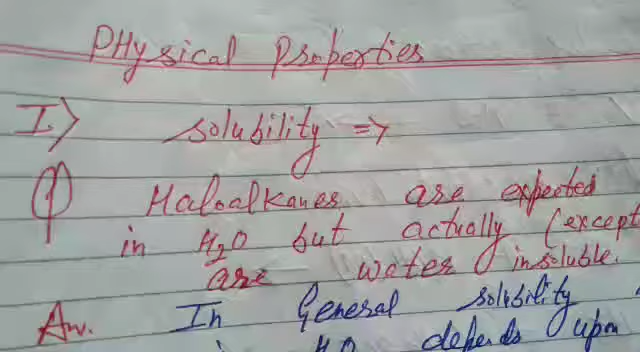 Physical Properties
I> solubility =>
Q Haloalkanes are expected
in H2O but actually (except
are water insoluble.
An. In General solubility
H2O depends upon